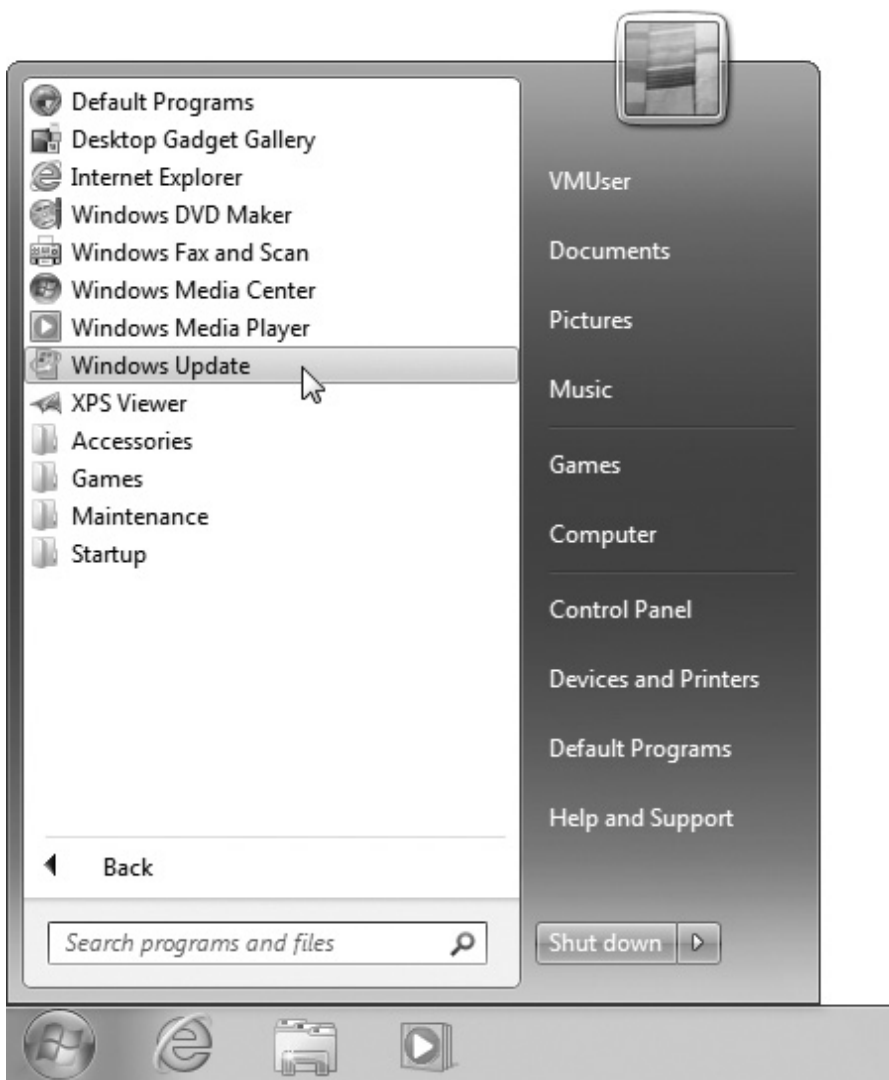 Default Programs
Desktop Gadget Gallery
Internet Explorer
Windows DVD Maker
Windows Fax and Scan
Windows Media Center
Windows Media Player
Windows Update
XPS Viewer
Accessories
Games
Maintenance
Startup
Back
Search programs and files
VMUser
Documents
Pictures
Music
Games
Computer
Control Panel
Devices and Printers
Default Programs
Help and Support
Shut down